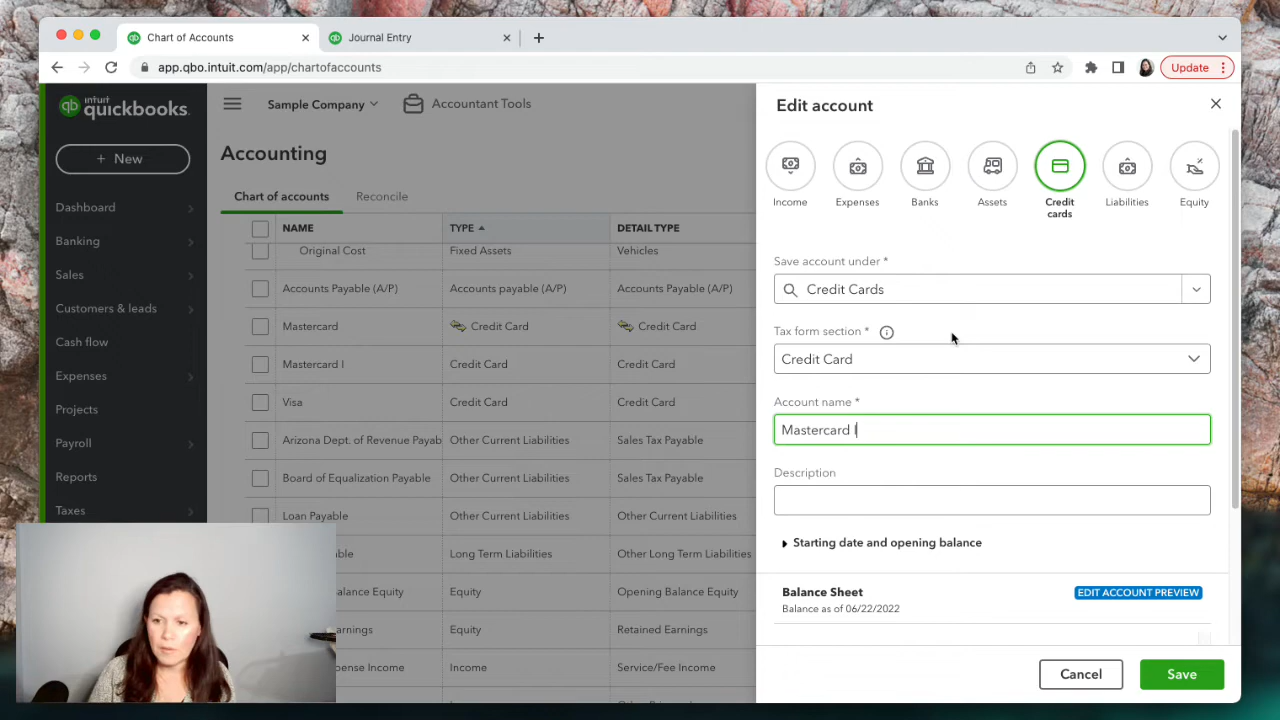 Chart of Accounts
Journal Entry
app.qbo.intuit.com/app/chartofaccounts
Update
intuit quickbooks.
+ New
Dashboard
Banking
Sales
Customers & leads
Cash flow
Expenses
Projects
Payroll
Reports
Taxes
Sample Company
Accountant Tools
Accounting
Chart of accounts
Reconcile
NAME TYPE DETAIL TYPE
Original Cost Fixed Assets Vehicles
Accounts Payable (A/P) Accounts payable (A/P) Accounts Payable (A/P)
Mastercard Credit Card Credit Card
Mastercard I Credit Card Credit Card
Visa Credit Card Credit Card
Arizona Dept. of Revenue Payab Other Current Liabilities Sales Tax Payable
Board of Equalization Payable Other Current Liabilities Sales Tax Payable
Loan Payable Other Current Liabilities Other Current Liabilities
able Long Term Liabilities Other Long Term Liabilities
alance Equity Equity Opening Balance Equity
arnings Equity Retained Earnings
ense Income Income Service/Fee Income
Edit account
Income
Expenses
Banks
Assets
Credit cards
Liabilities
Equity
Save account under *
Credit Cards
Tax form section *
Credit Card
Account name *
Mastercard I
Description
Starting date and opening balance
Balance Sheet
EDIT ACCOUNT PREVIEW
Balance as of 06/22/2022
Cancel
Save